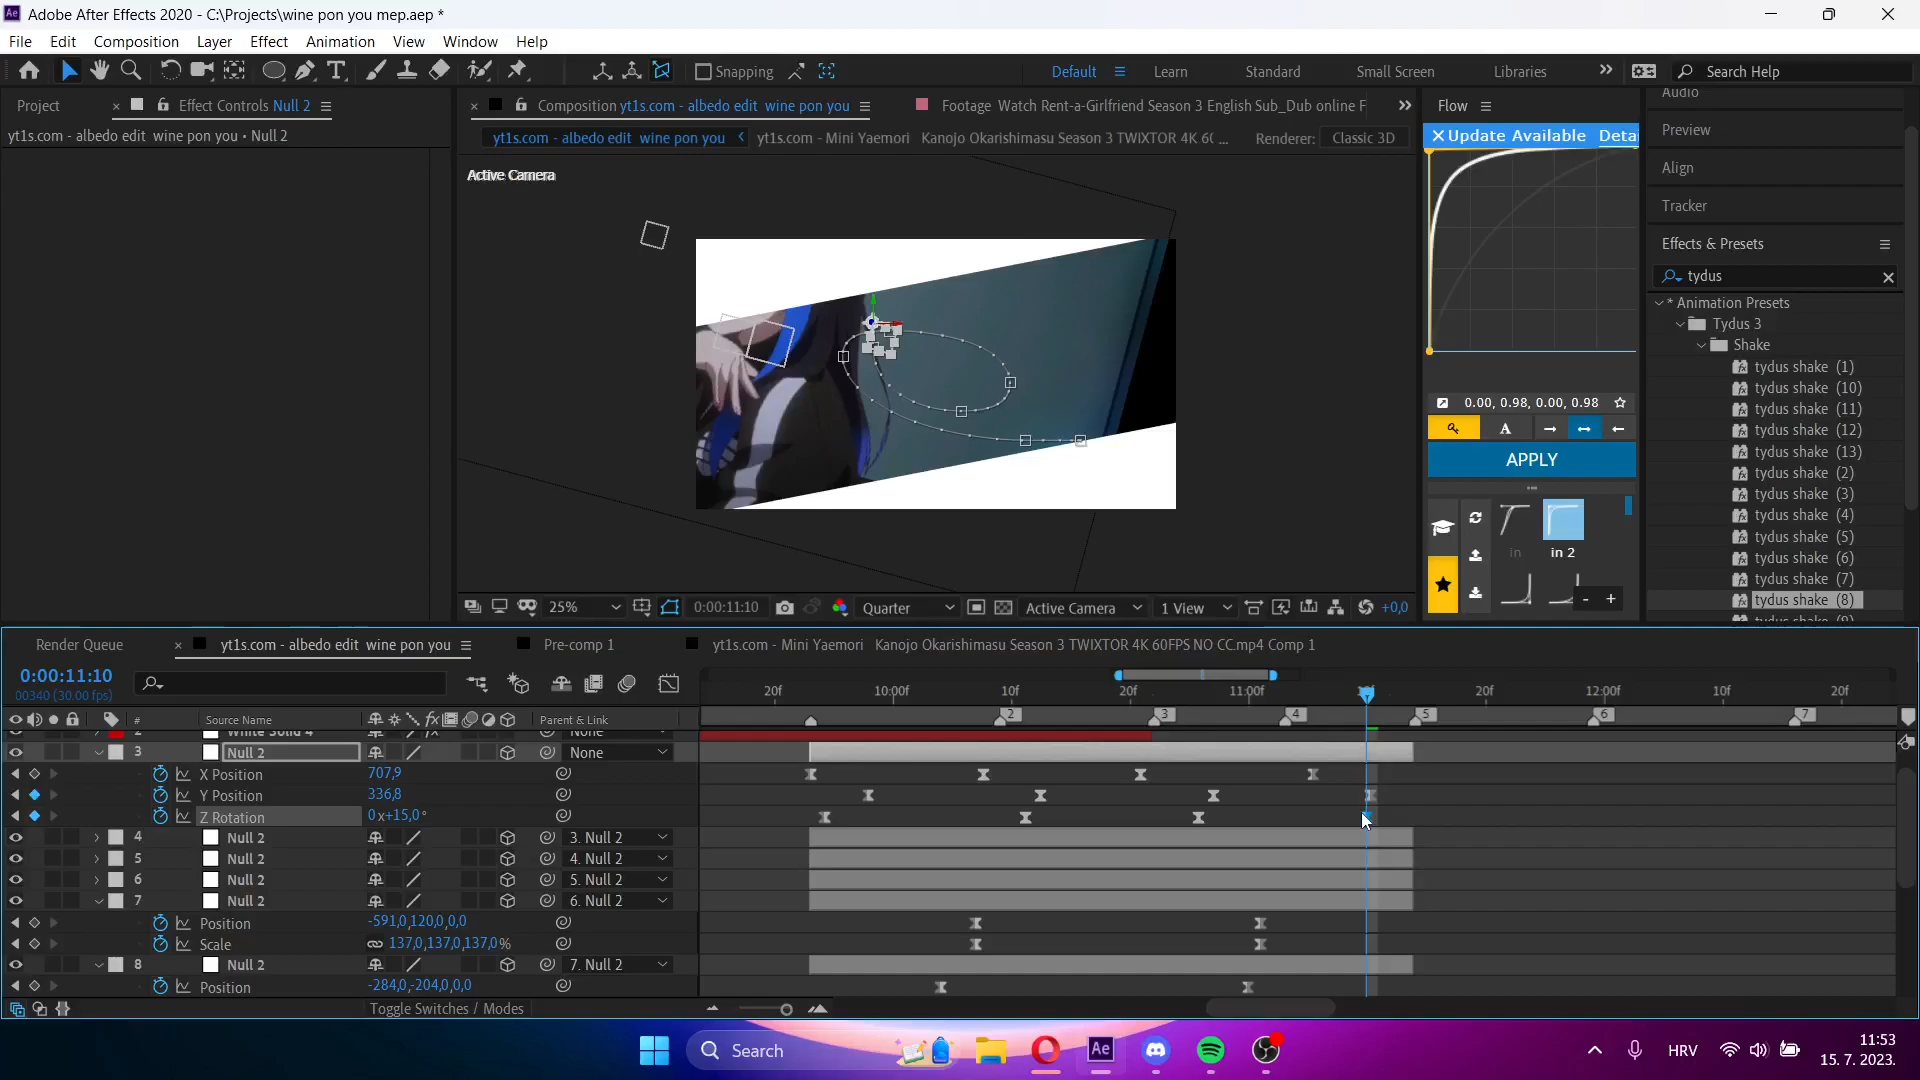 Adobe After Effects 2020 - C:\Projects\wine pon you mep.aep *
File Edit Composition Layer Effect Animation View Window Help
Snapping Default Learn Standard Small Screen Libraries Search Help
Project Effect Controls Null 2 Composition yt1s.com - albedo edit wine pon you Footage Watch Rent-a-Girlfriend Season 3 English Sub_Dub online F Flow Audio
yt1s.com - albedo edit wine pon you • Null 2 yt1s.com - albedo edit wine pon you yt1s.com - Mini Yaemori Kanojo Okarishimasu Season 3 TWIXTOR 4K 6( ... Renderer: Classic 3D Update Available Detai Preview
Active Camera Align
Tracker
Effects & Presets
tydus
* Animation Presets
Tydus 3
Shake
tydus shake (1)
tydus shake (10)
0.00, 0.98, 0.00, 0.98 tydus shake (11)
A tydus shake (12)
APPLY tydus shake (13)
tydus shake (2)
tydus shake (3)
tydus shake (4)
tydus shake (5)
In in 2 tydus shake (6)
tydus shake (7)
- + tydus shake (8)
25% 0:00:11:10 Quarter Active Camera 1 View +0,0
Render Queue yt1s.com - albedo edit wine pon you Pre-comp 1 yt1s.com - Mini Yaemori Kanojo Okarishimasu Season 3 TWIXTOR 4K 60FPS NO CC.mp4 Comp 1
0:00:11:10
00340 (30.00 fps) 20f 10:00f 10f 20f 11:00f 20f 12:00f 10f 20f
# Source Name Parent & Link 2 3 4 5 6 7
White Solid 4 None
3 Null 2 None
X Position 707,9
Y Position 336,8
Z Rotation 0x+15,0°
4 Null 2 3. Null 2
5 Null 2 4. Null 2
6 Null 2 5. Null 2
7 Null 2 6. Null 2
Position -591,0,120,0,0,0
Scale 137,0,137,0,137,0%
8 Null 2 7. Null 2
Position -284,0,-204,0,0,0
Toggle Switches / Modes
Search Ae HRV 11:53
15. 7. 2023.